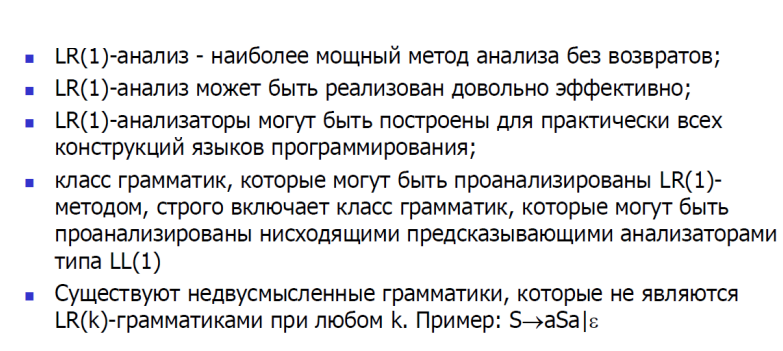 ▪ LR(1)-анализ - наиболее мощный метод анализа без возвратов;
▪ LR(1)-анализ может быть реализован довольно эффективно;
▪ LR(1)-анализаторы могут быть построены для практически всех
конструкций языков программирования;
▪ класс грамматик, которые могут быть проанализированы LR(1)-
методом, строго включает класс грамматик, которые могут быть
проанализированы нисходящими предсказывающими анализаторами
типа LL(1)
▪ Существуют недвусмысленные грамматики, которые не являются
LR(k)-грамматиками при любом k. Пример: S→aSa|ε